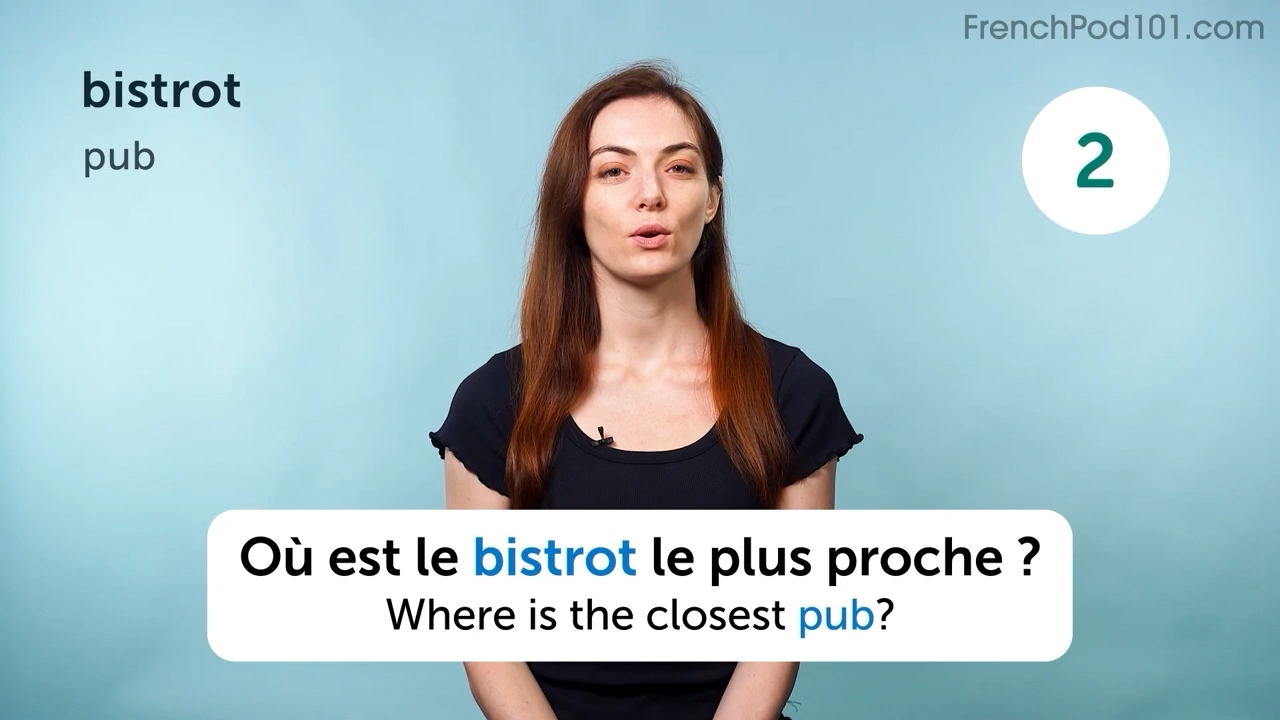 FrenchPod101.com
bistrot
pub
2
Où est le bistrot le plus proche ?
Where is the closest pub?